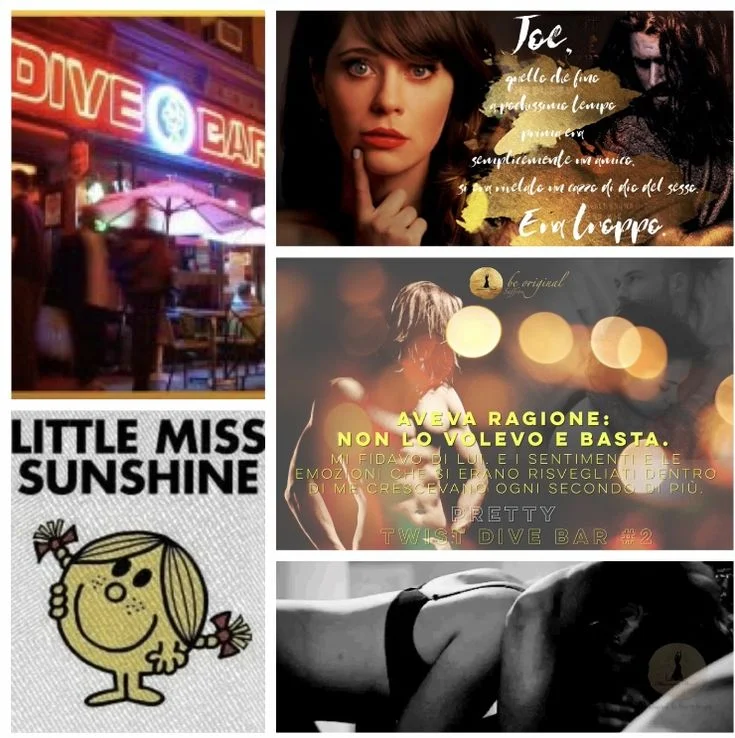 DIVE BAR
LITTLE MISS
SUNSHINE
Joe,
quello che fino
a pochissimo tempo
prima era
semplicemente un amico,
si era rivelato un cazzo di dio del sesso.
Era troppo.
be original
AVEVA RAGIONE:
NON LO VOLEVO E BASTA.
MI FIDAVO DI LUI, E I SENTIMENTI E LE
EMOZIONI CHE SI ERANO RISVEGLIATI DENTRO
DI ME CRESCEVANO OGNI SECONDO DI PIÙ.
PRETTY
TWIST DIVE BAR #2